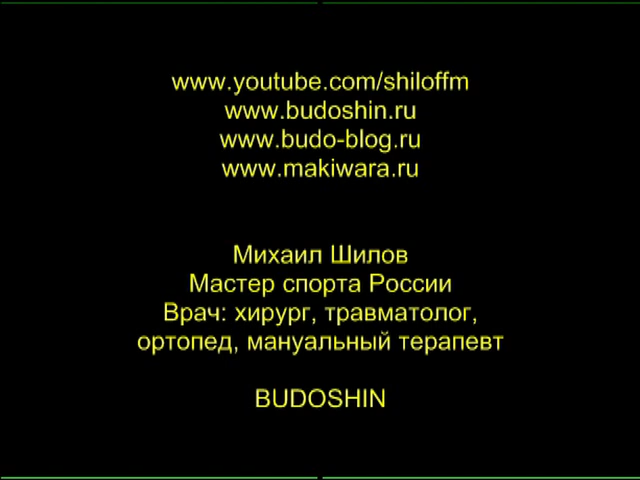 www.youtube.com/shiloffm
www.budoshin.ru
www.budo-blog.ru
www.makiwara.ru
Михаил Шилов
Мастер спорта России
Врач: хирург, травматолог,
ортопед, мануальный терапевт
BUDOSHIN